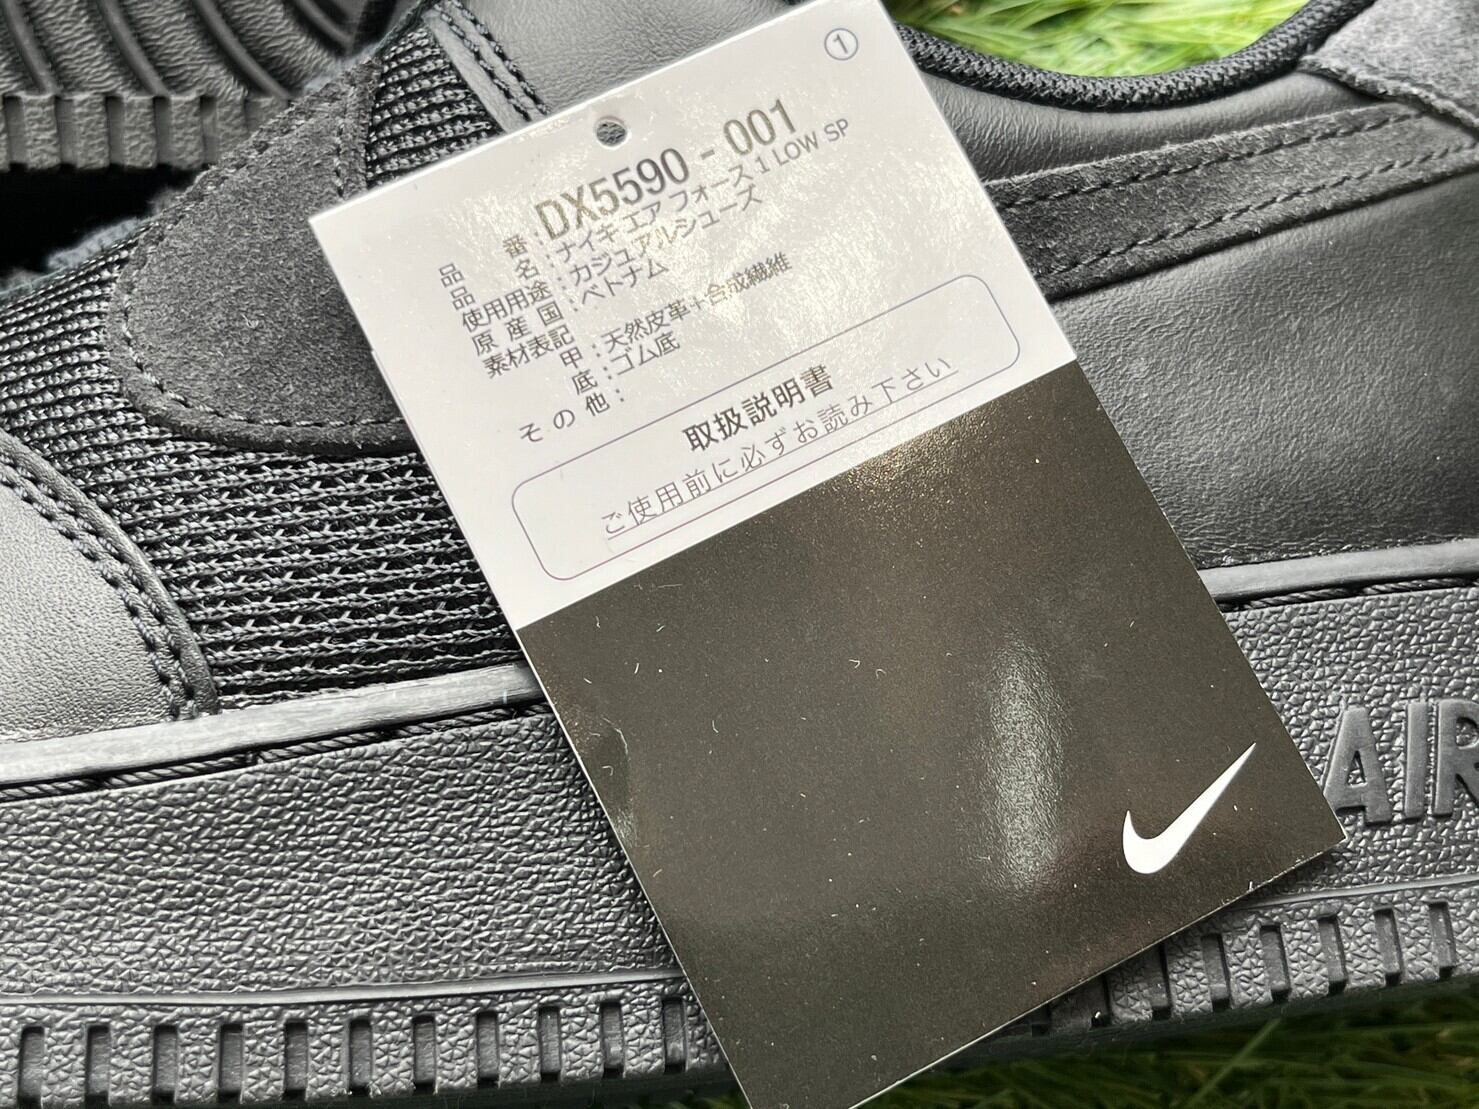 ①
品番：DX5590-001
品名：ナイキ エア フォース 1 LOW SP
使用用途：カジュアルシューズ
原産国：ベトナム
素材表記
甲：天然皮革＋合成繊維
底：ゴム底
その他：
取扱説明書
ご使用前に必ずお読み下さい
AIR